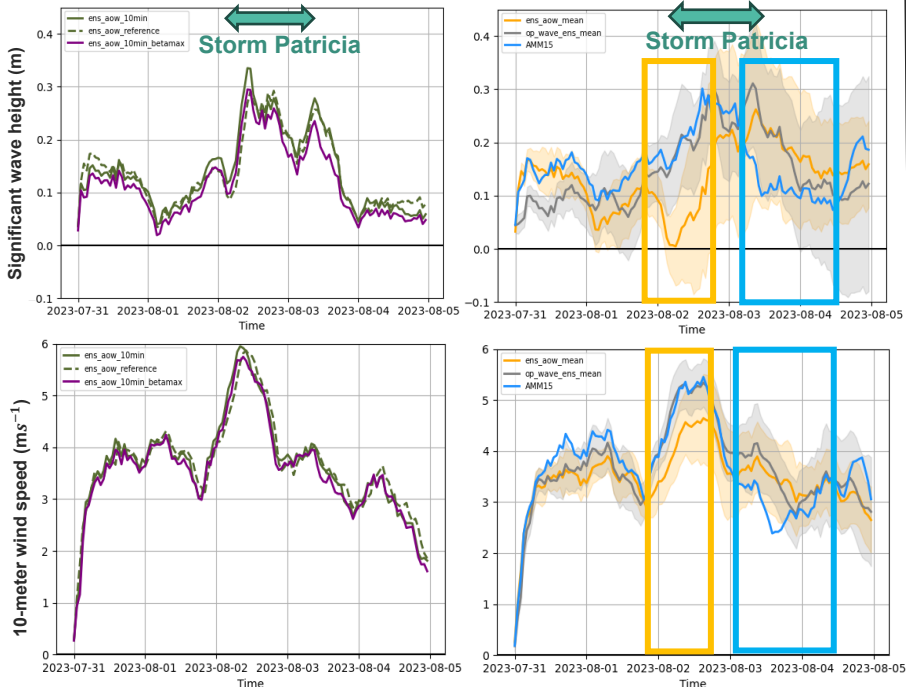 Significant wave height (m)
0.4
0.3
0.2
0.1
0.0
0.1
ens_aow_10min
ens_aow_reference
ens_aow_10min_betamax
Storm Patricia
2023-07-31 2023-08-01 2023-08-02 2023-08-03 2023-08-04 2023-08-05
Time
0.4
0.3
0.2
0.1
0.0
−0.1
ens_aow_mean
op_wave_ens_mean
AMM15
Storm Patricia
2023-07-31 2023-08-01 2023-08-02 2023-08-03 2023-08-04 2023-08-05
Time
10-meter wind speed (ms⁻¹)
6
5
4
3
2
1
0
ens_aow_10min
ens_aow_reference
ens_aow_10min_betamax
2023-07-31 2023-08-01 2023-08-02 2023-08-03 2023-08-04 2023-08-05
Time
6
5
4
3
2
1
0
ens_aow_mean
op_wave_ens_mean
AMM15
2023-07-31 2023-08-01 2023-08-02 2023-08-03 2023-08-04 2023-08-05
Time